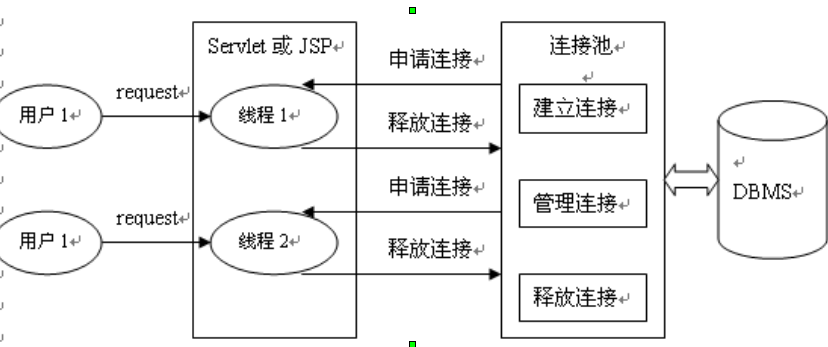 Servlet 或 JSP
连接池
申请连接
request
用户 1
线程 1
建立连接
释放连接
申请连接
DBMS
管理连接
request
用户 1
线程 2
释放连接
释放连接